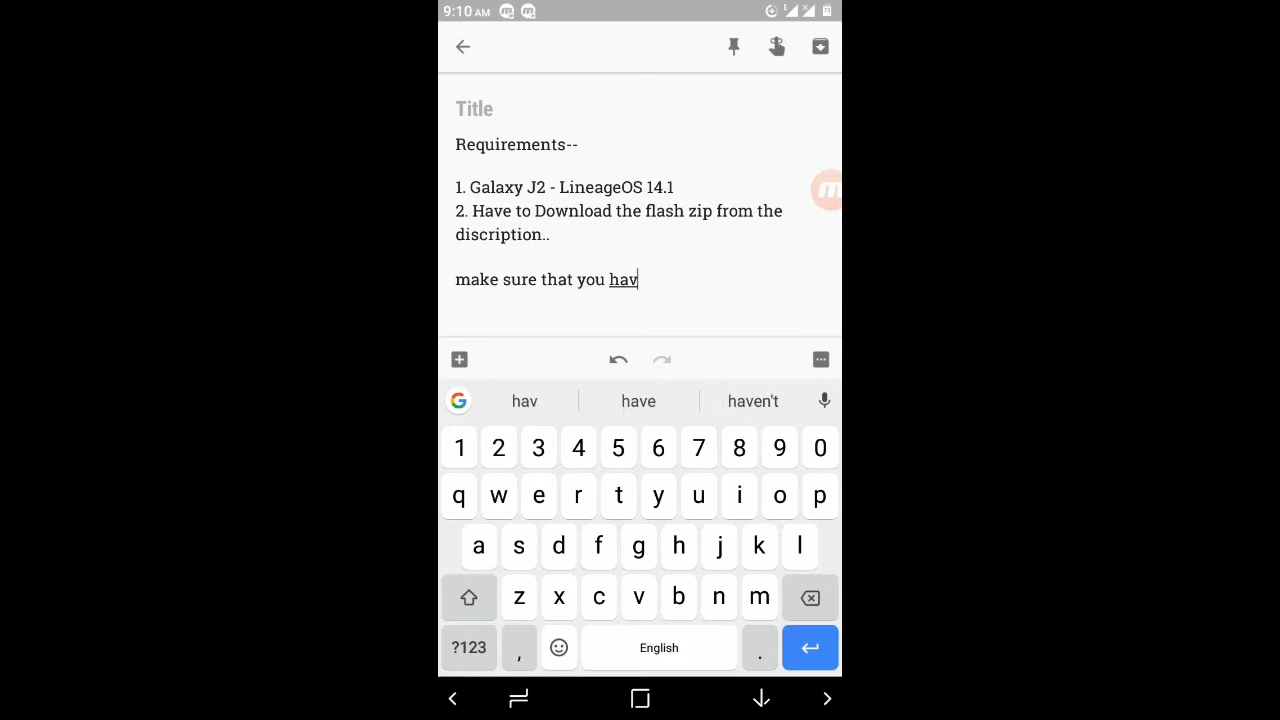 9:10 AM
Title
Requirements--
1. Galaxy J2 - LineageOS 14.1
2. Have to Download the flash zip from the
discription..
make sure that you hav
hav have haven't
1 2 3 4 5 6 7 8 9 0
q w e r t y u i o p
a s d f g h j k l
z x c v b n m
?123 , English .